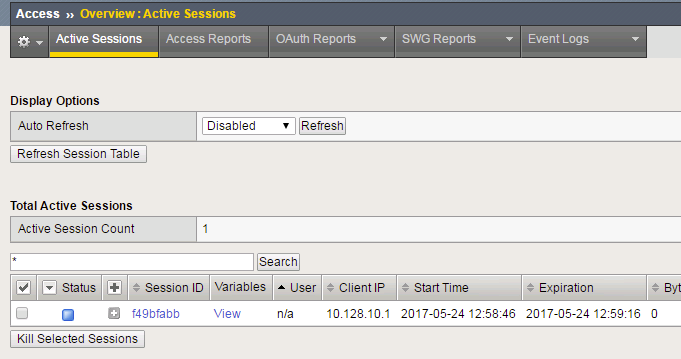 Access ›› Overview : Active Sessions
Active Sessions Access Reports OAuth Reports SWG Reports Event Logs
Display Options
Auto Refresh Disabled Refresh
Refresh Session Table
Total Active Sessions
Active Session Count 1
* Search
Status Session ID Variables User Client IP Start Time Expiration Byt
f49bfabb View n/a 10.128.10.1 2017-05-24 12:58:46 2017-05-24 12:59:16 0
Kill Selected Sessions